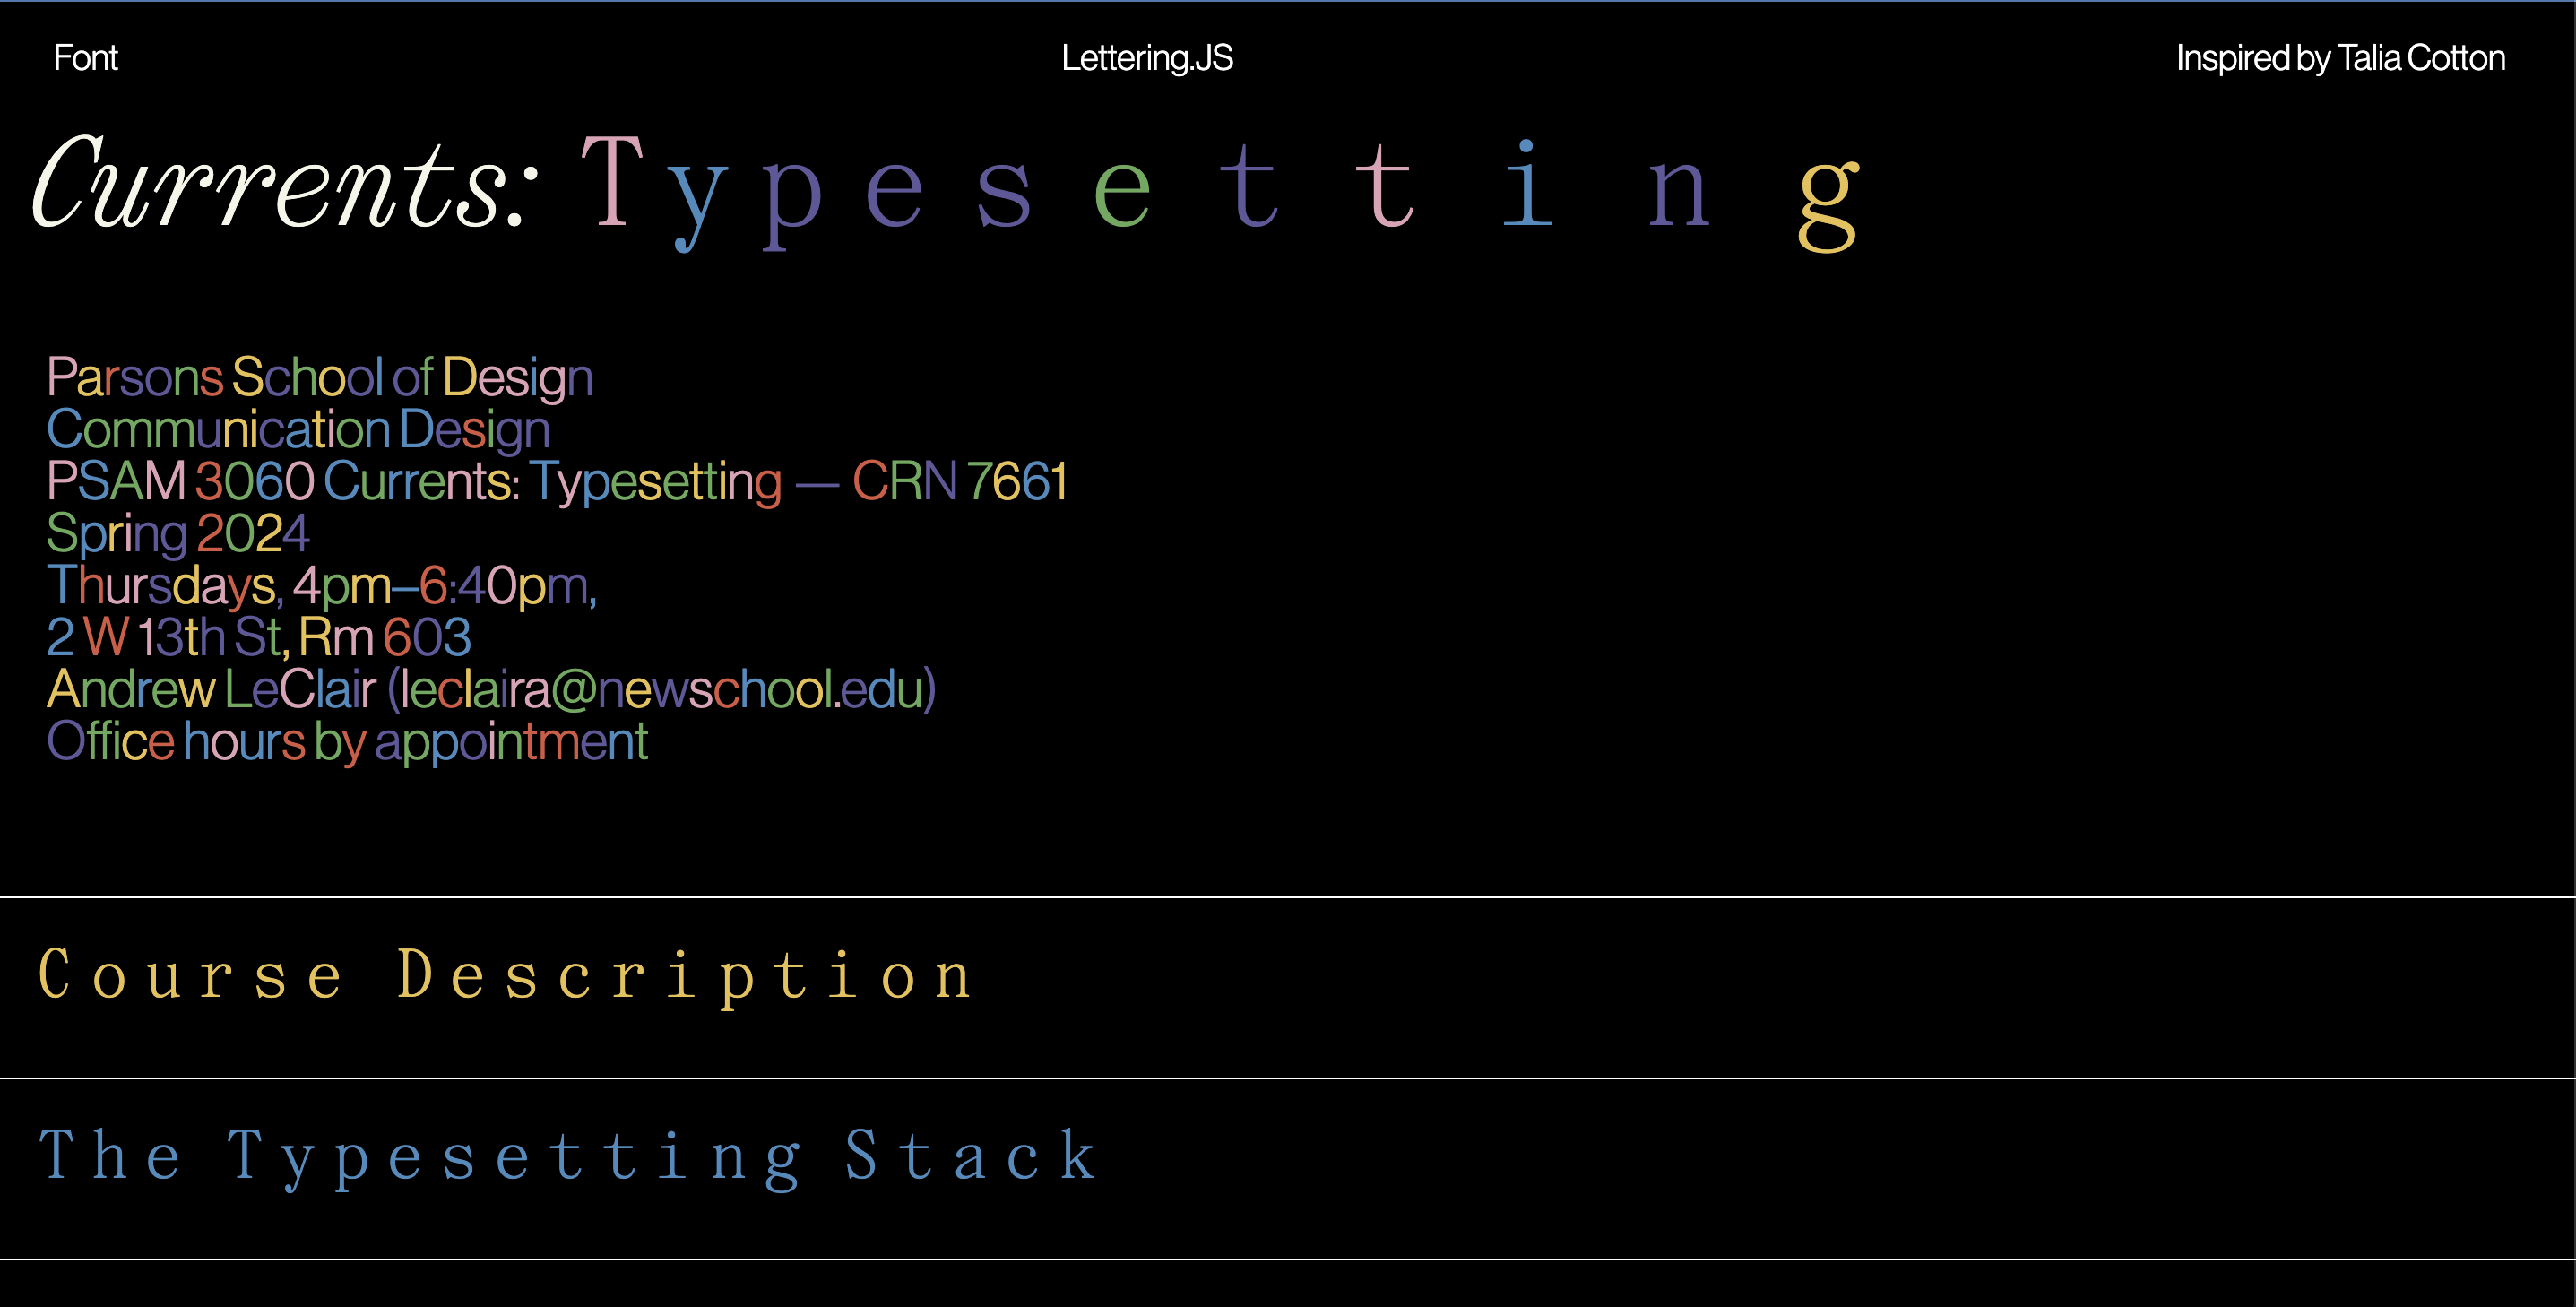 Font
Lettering.JS
Inspired by Talia Cotton
Currents: Typesetting
Parsons School of Design
Communication Design
PSAM 3060 Currents: Typesetting — CRN 7661
Spring 2024
Thursdays, 4pm–6:40pm,
2 W 13th St, Rm 603
Andrew LeClair (leclaira@newschool.edu)
Office hours by appointment
Course Description
The Typesetting Stack